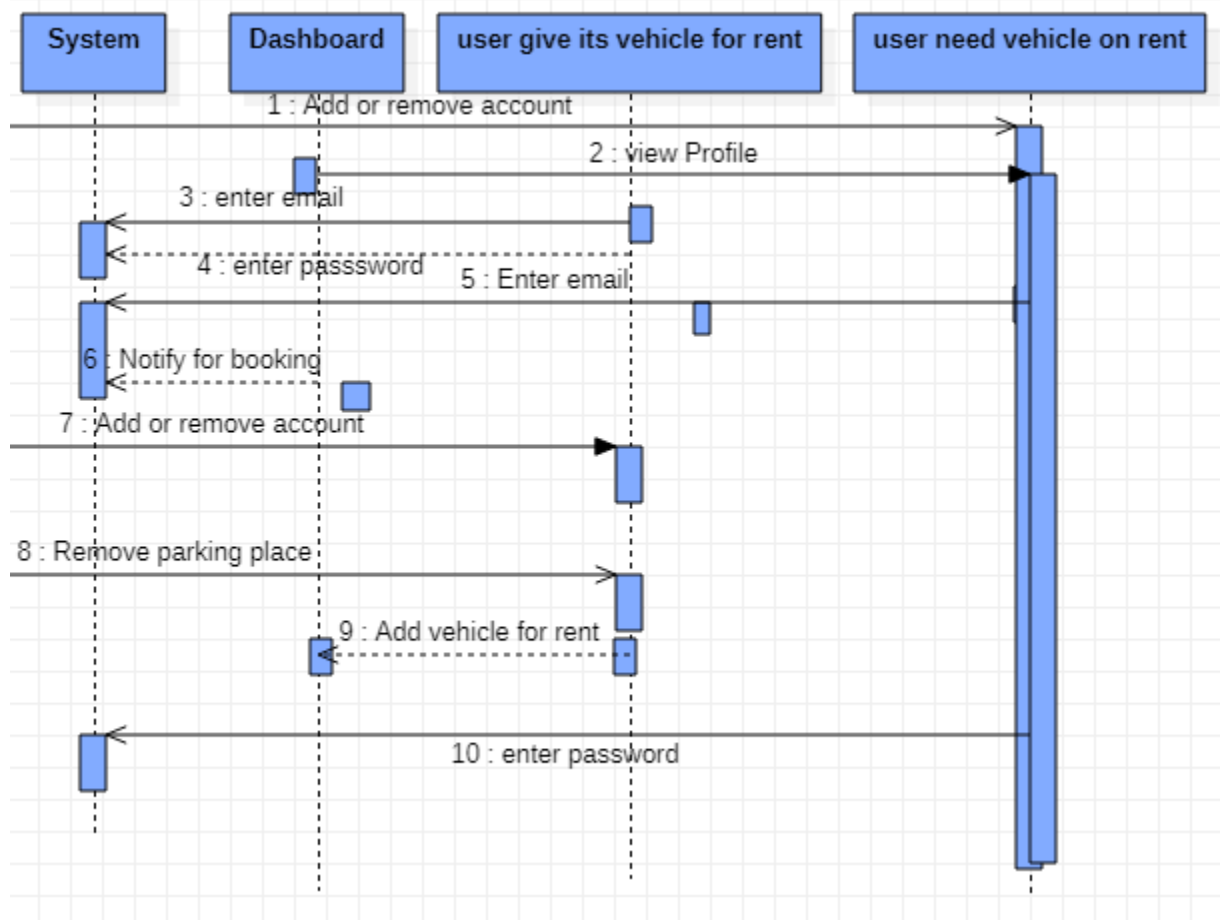 System
Dashboard
user give its vehicle for rent
user need vehicle on rent
1 : Add or remove account
2 : view Profile
3 : enter email
4 : enter passsword
5 : Enter email
6 : Notify for booking
7 : Add or remove account
8 : Remove parking place
9 : Add vehicle for rent
10 : enter password